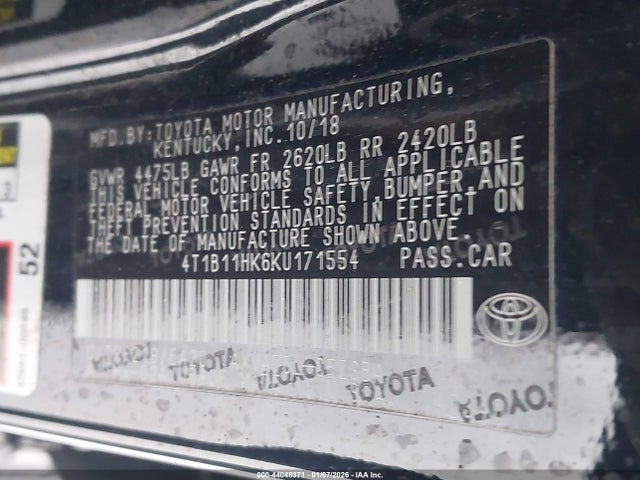 MFD.BY:TOYOTA MOTOR MANUFACTURING,
KENTUCKY,INC.10/18
GVWR 4475LB GAWR FR 2620LB RR 2420LB
THIS VEHICLE CONFORMS TO ALL APPLICABLE
FEDERAL MOTOR VEHICLE SAFETY,BUMPER,AND
THEFT PREVENTION STANDARDS IN EFFECT ON
THE DATE OF MANUFACTURE SHOWN ABOVE.
4T1B11HK6KU171554 PASS.CAR
52
TOYOTA TOYOTA TOYOTA TOYOTA TOYOTA
000-44048371 | 01/07/2026 | IAA Inc.